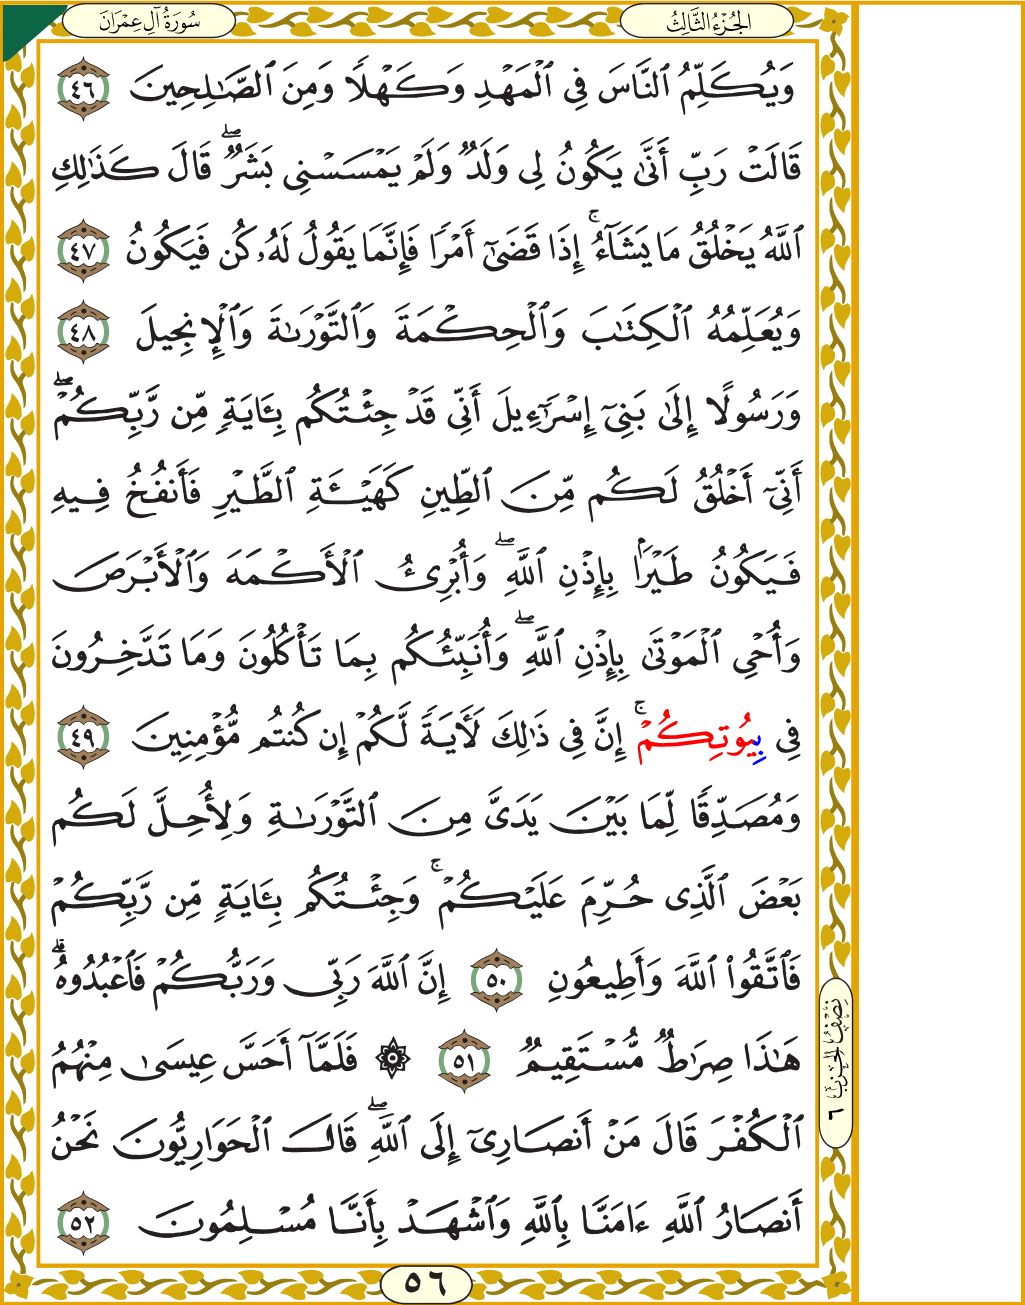 سُورَةُ آلِ عِمْرَانَ
الجُزْءُ الثَّالِثُ
وَيُكَلِّمُ ٱلنَّاسَ فِي ٱلۡمَهۡدِ وَكَهۡلٗا وَمِنَ ٱلصَّٰلِحِينَ ٤٦
قَالَتۡ رَبِّ أَنَّىٰ يَكُونُ لِي وَلَدٞ وَلَمۡ يَمۡسَسۡنِي بَشَرٞۖ قَالَ كَذَٰلِكِ
ٱللَّهُ يَخۡلُقُ مَا يَشَآءُۚ إِذَا قَضَىٰٓ أَمۡرٗا فَإِنَّمَا يَقُولُ لَهُۥ كُن فَيَكُونُ ٤٧
وَيُعَلِّمُهُ ٱلۡكِتَٰبَ وَٱلۡحِكۡمَةَ وَٱلتَّوۡرَىٰةَ وَٱلۡإِنجِيلَ ٤٨
وَرَسُولًا إِلَىٰ بَنِيٓ إِسۡرَٰٓءِيلَ أَنِّي قَدۡ جِئۡتُكُم بِـَٔايَةٖ مِّن رَّبِّكُمۡۖ
أَنِّيٓ أَخۡلُقُ لَكُم مِّنَ ٱلطِّينِ كَهَيۡـَٔةِ ٱلطَّيۡرِ فَأَنفُخُ فِيهِ
فَيَكُونُ طَيۡرَۢا بِإِذۡنِ ٱللَّهِۖ وَأُبۡرِئُ ٱلۡأَكۡمَهَ وَٱلۡأَبۡرَصَ
وَأُحۡيِ ٱلۡمَوۡتَىٰ بِإِذۡنِ ٱللَّهِۖ وَأُنَبِّئُكُم بِمَا تَأۡكُلُونَ وَمَا تَدَّخِرُونَ
فِي بِيُوتِكُمۡۚ إِنَّ فِي ذَٰلِكَ لَأٓيَةٗ لَّكُمۡ إِن كُنتُم مُّؤۡمِنِينَ ٤٩
وَمُصَدِّقٗا لِّمَا بَيۡنَ يَدَيَّ مِنَ ٱلتَّوۡرَىٰةِ وَلِأُحِلَّ لَكُم
بَعۡضَ ٱلَّذِي حُرِّمَ عَلَيۡكُمۡۚ وَجِئۡتُكُم بِـَٔايَةٖ مِّن رَّبِّكُمۡ
فَٱتَّقُواْ ٱللَّهَ وَأَطِيعُونِ ٥٠ إِنَّ ٱللَّهَ رَبِّي وَرَبُّكُمۡ فَٱعۡبُدُوهُۗ
هَٰذَا صِرَٰطٞ مُّسۡتَقِيمٞ ٥١ ۞ فَلَمَّآ أَحَسَّ عِيسَىٰ مِنۡهُمُ
ٱلۡكُفۡرَ قَالَ مَنۡ أَنصَارِيٓ إِلَى ٱللَّهِۖ قَالَ ٱلۡحَوَارِيُّونَ نَحۡنُ
أَنصَارُ ٱللَّهِ ءَامَنَّا بِٱللَّهِ وَٱشۡهَدۡ بِأَنَّا مُسۡلِمُونَ ٥٢
نِصْفُ الحِزْبِ ٦
٥٦